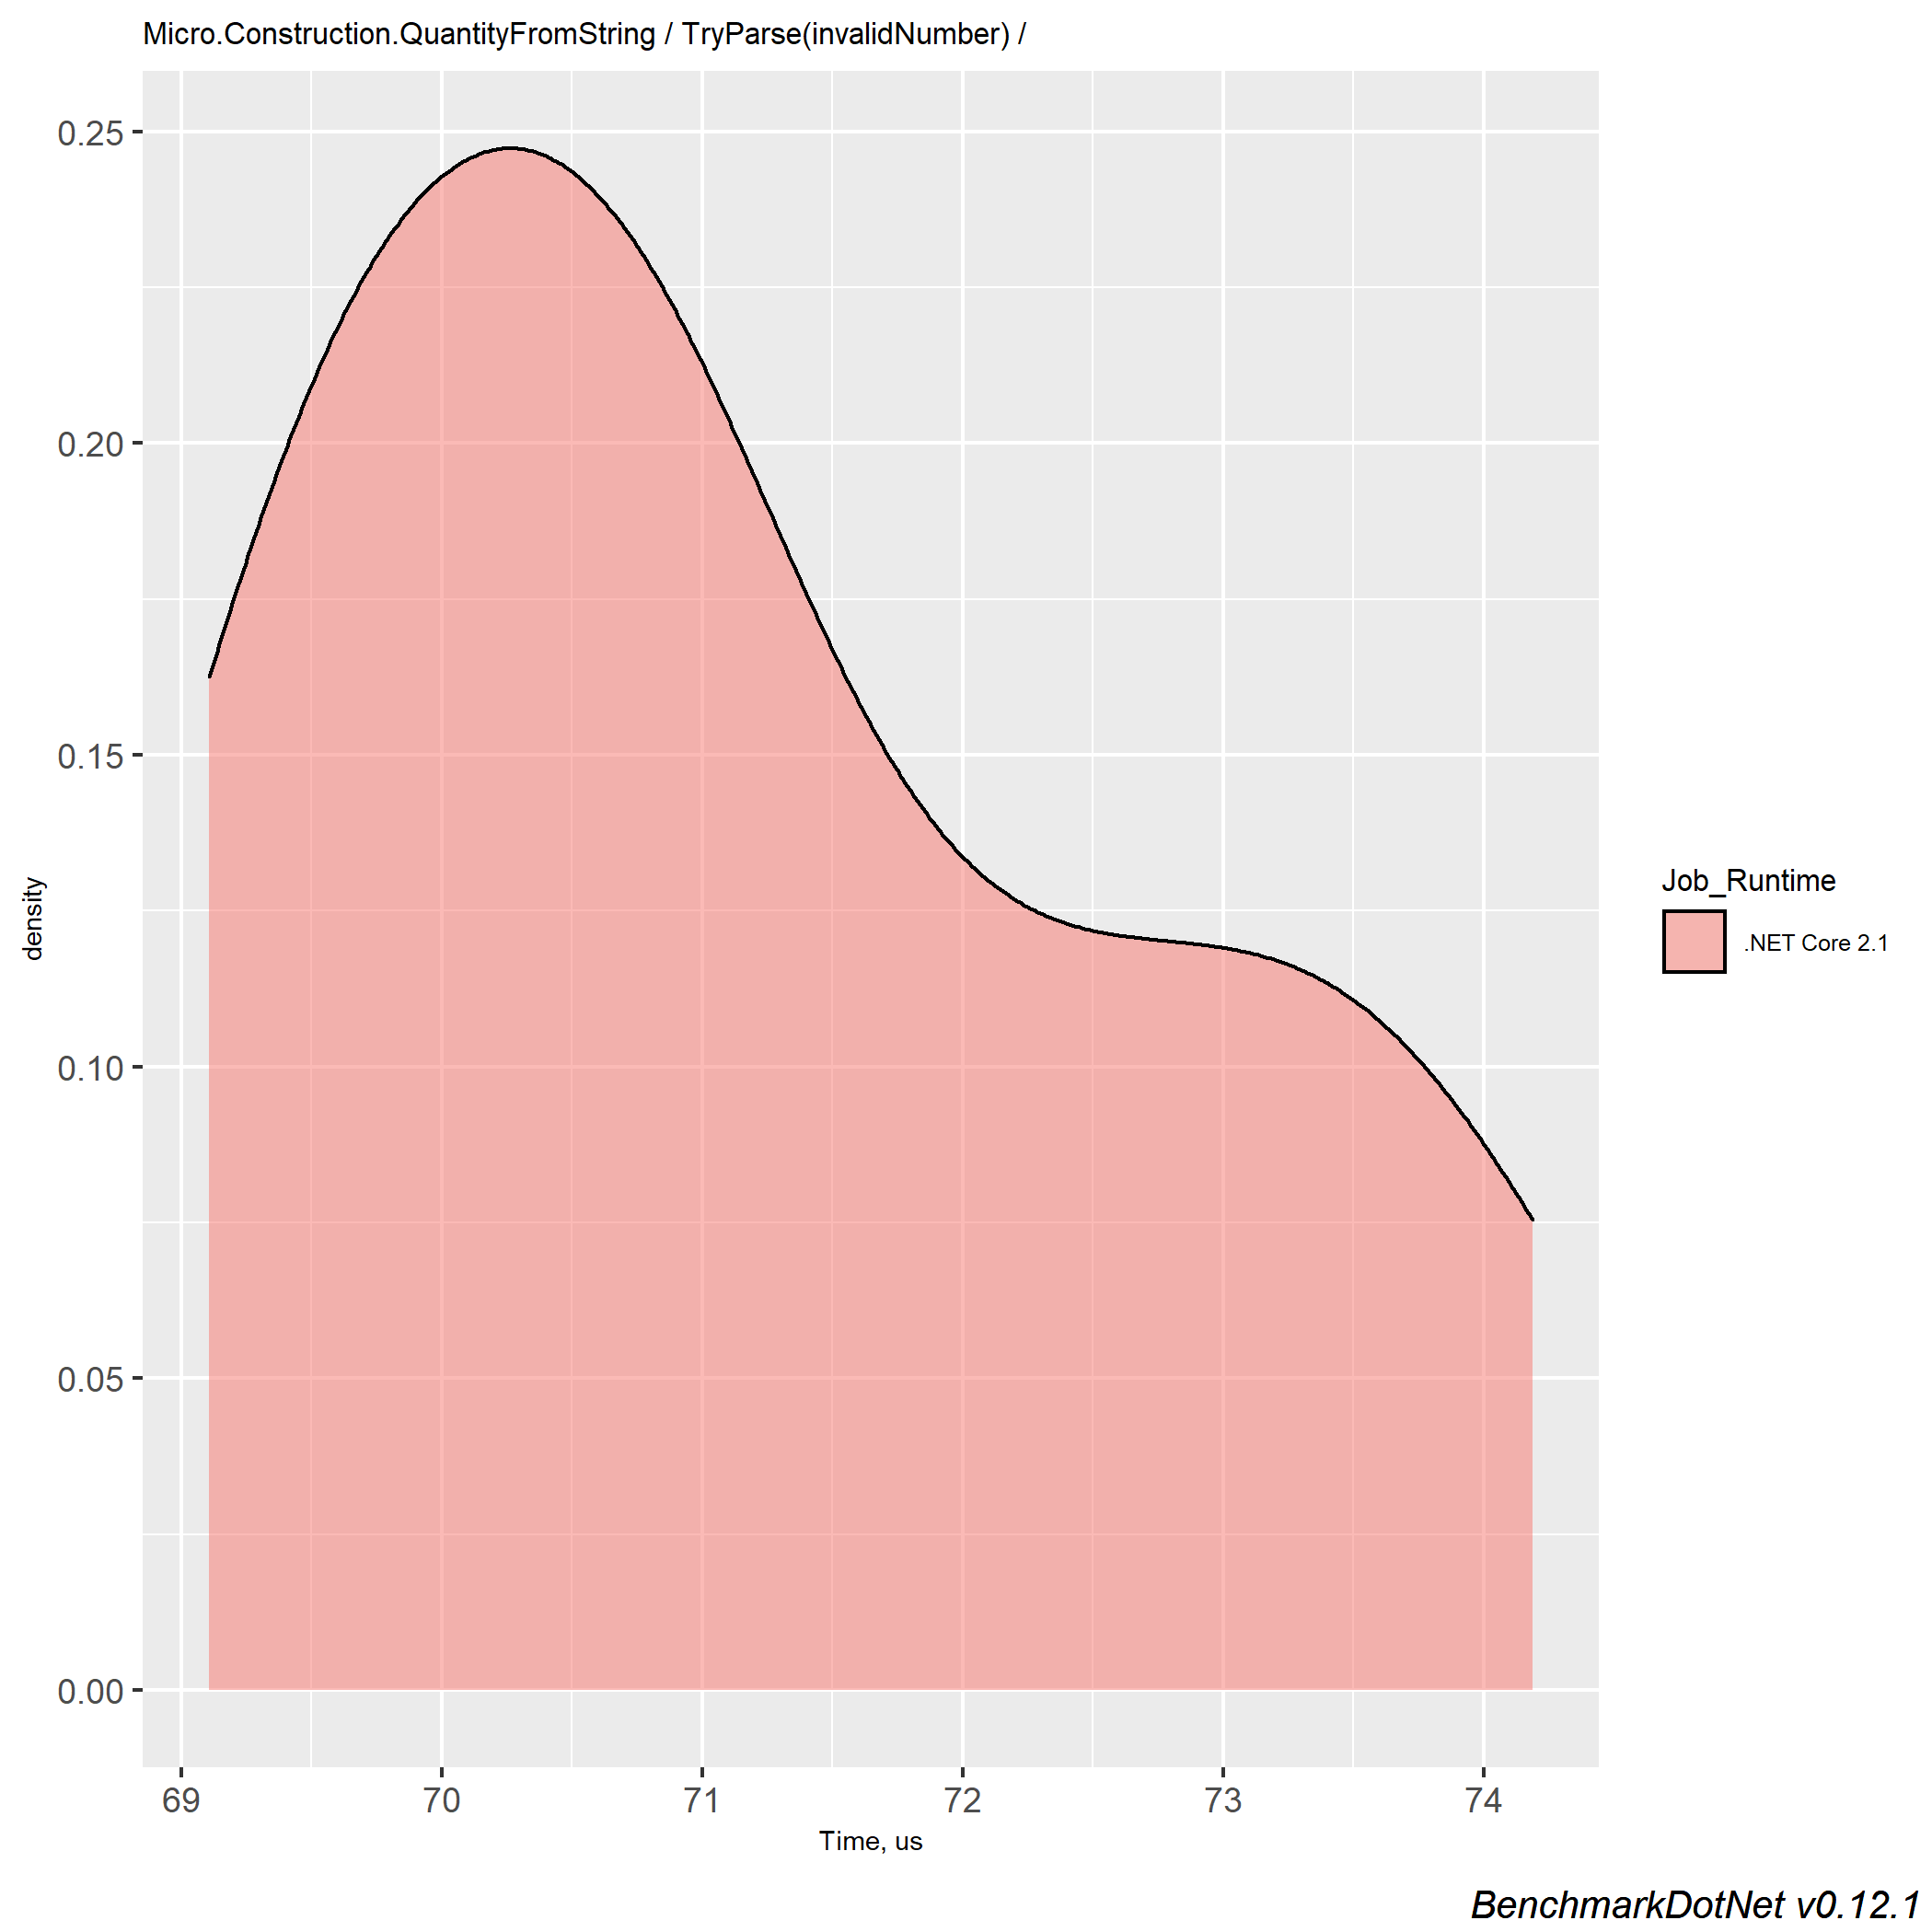 Micro.Construction.QuantityFromString / TryParse(invalidNumber) /
0.25
0.20
0.15
0.10
0.05
0.00
density
69 70 71 72 73 74
Time, us
Job_Runtime
.NET Core 2.1
BenchmarkDotNet v0.12.1